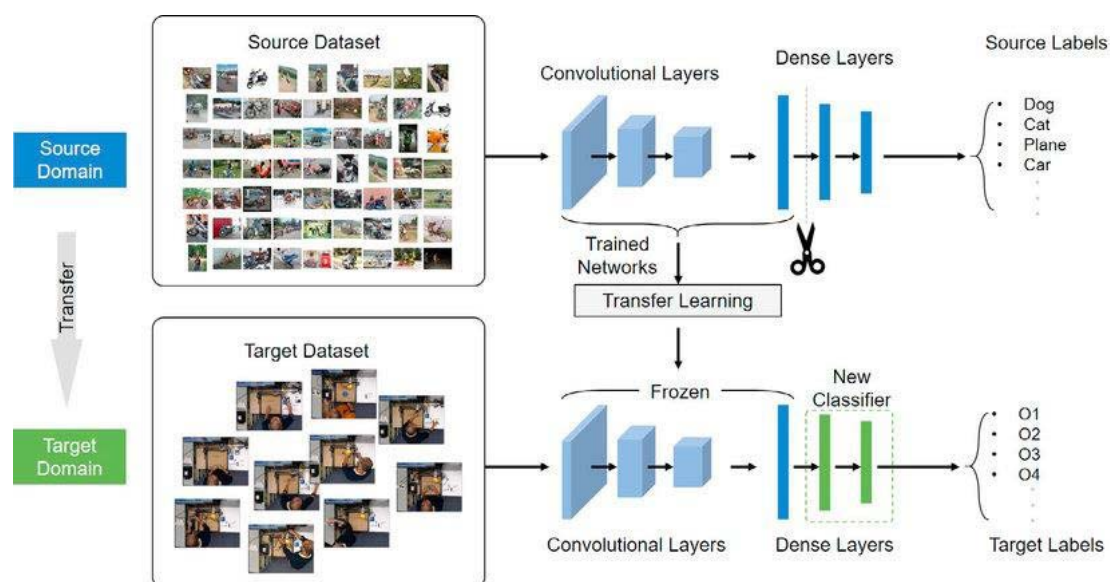 Source Dataset
Convolutional Layers
Dense Layers
Source Labels
• Dog
• Cat
• Plane
• Car
Source
Domain
Trained
Networks
Transfer Learning
Transfer
Target Dataset
Frozen
New
Classifier
Target
Domain
• O1
• O2
• O3
• O4
Convolutional Layers
Dense Layers
Target Labels